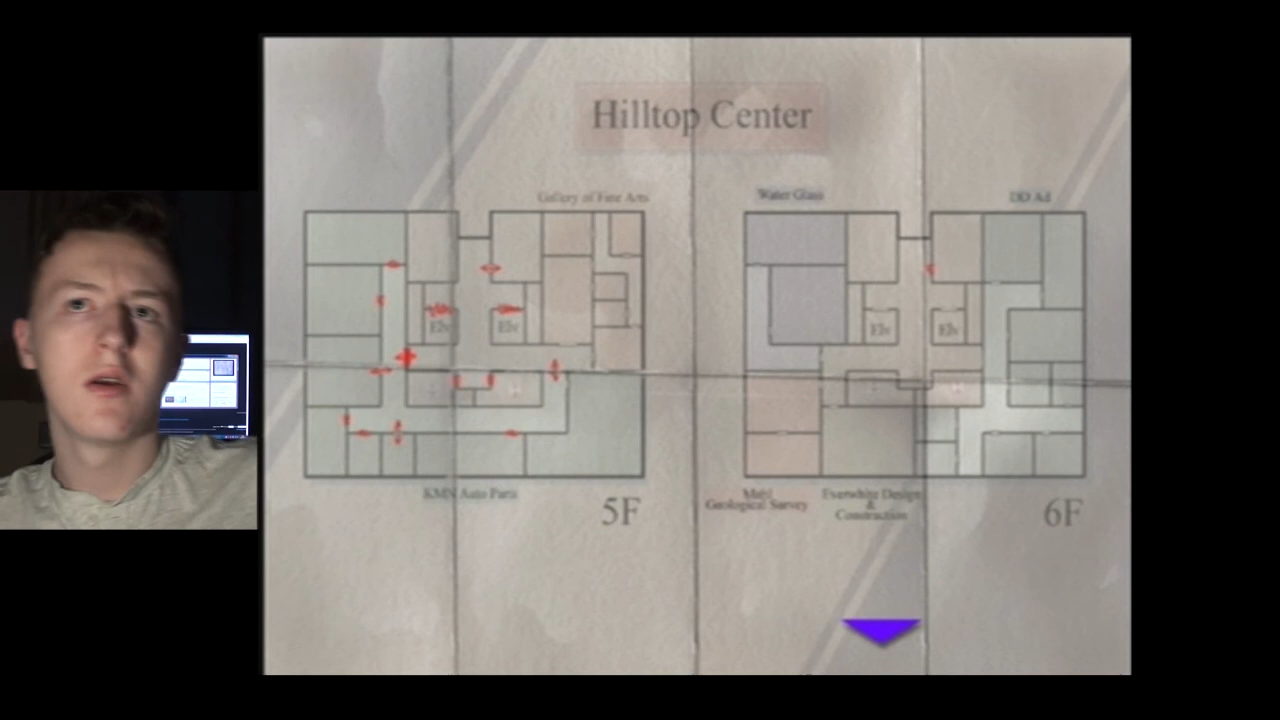 Hilltop Center
Gallery of Fine Arts
Water Glass
DD Ad
Elv
Elv
Elv
Elv
KMN Auto Parts
5F
Mabl
Geological Survey
Everwhite Design
&
Construction
6F